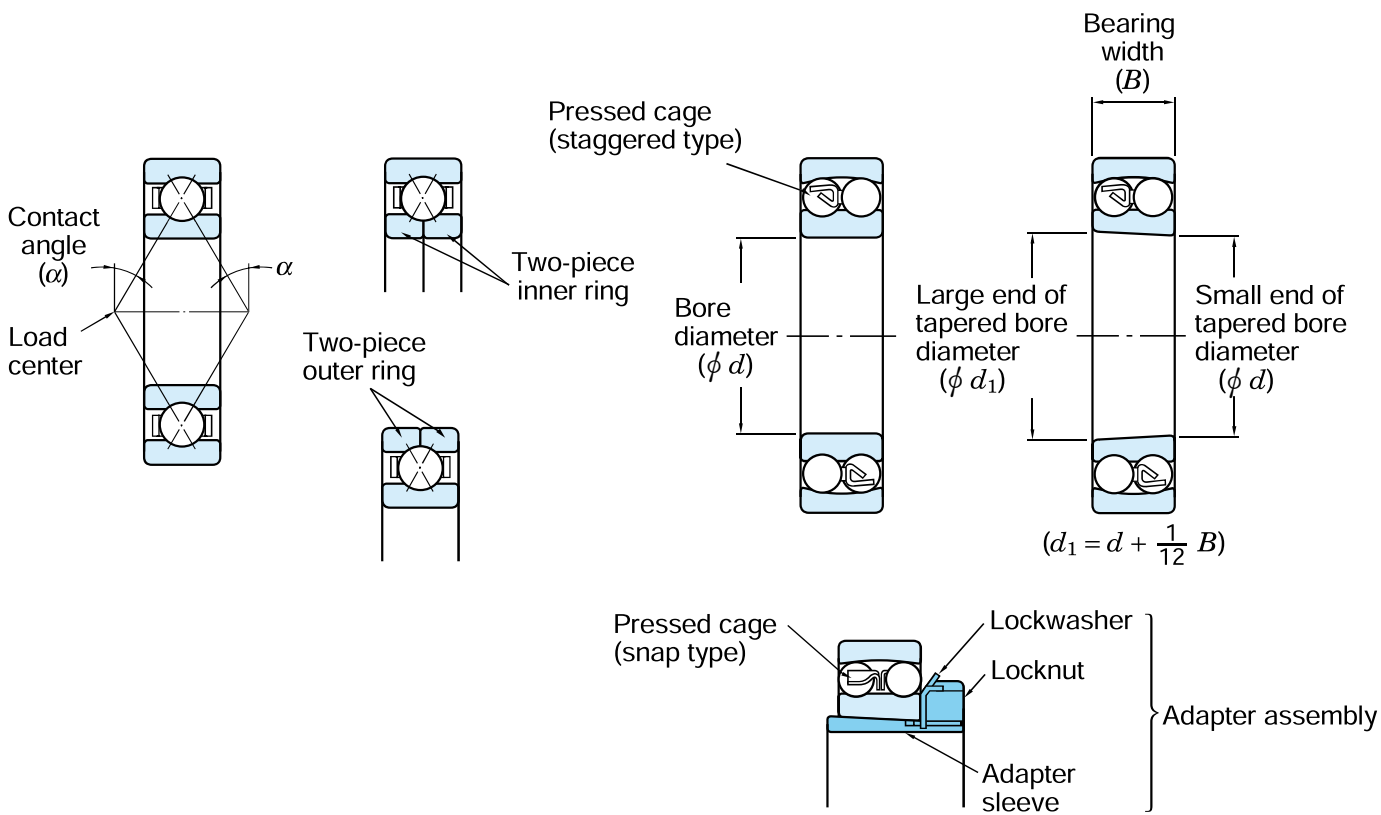 Contact
angle
(α)
α
Load
center
Two-piece
inner ring
Two-piece
outer ring
Pressed cage
(staggered type)
Bore
diameter
(ϕ d)
Bearing
width
(B)
Large end of
tapered bore
diameter
(ϕ d₁)
Small end of
tapered bore
diameter
(ϕ d)
(d₁ = d + 1/12 B)
Pressed cage
(snap type)
Lockwasher
Locknut
Adapter assembly
Adapter
sleeve